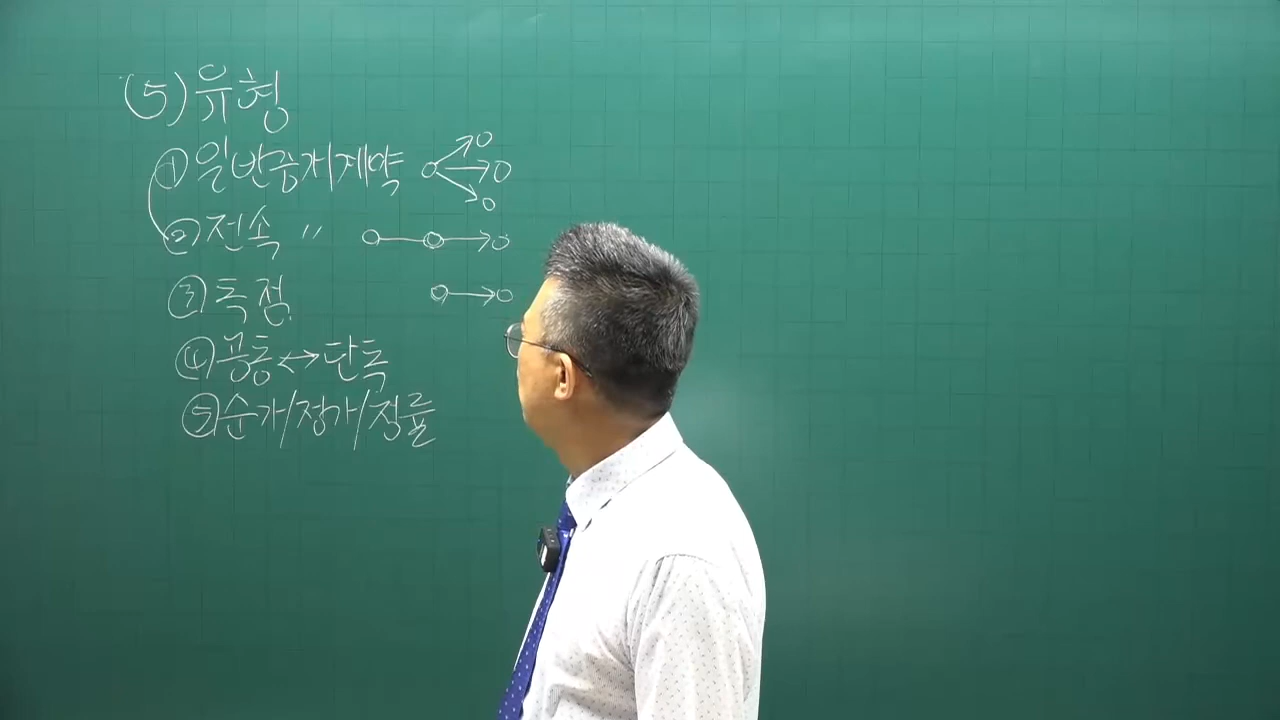 (5) 유형
① 일반중개계약
② 전속 〃
③ 독점
④ 공동 ↔ 단독
⑤ 순가/정가/정률